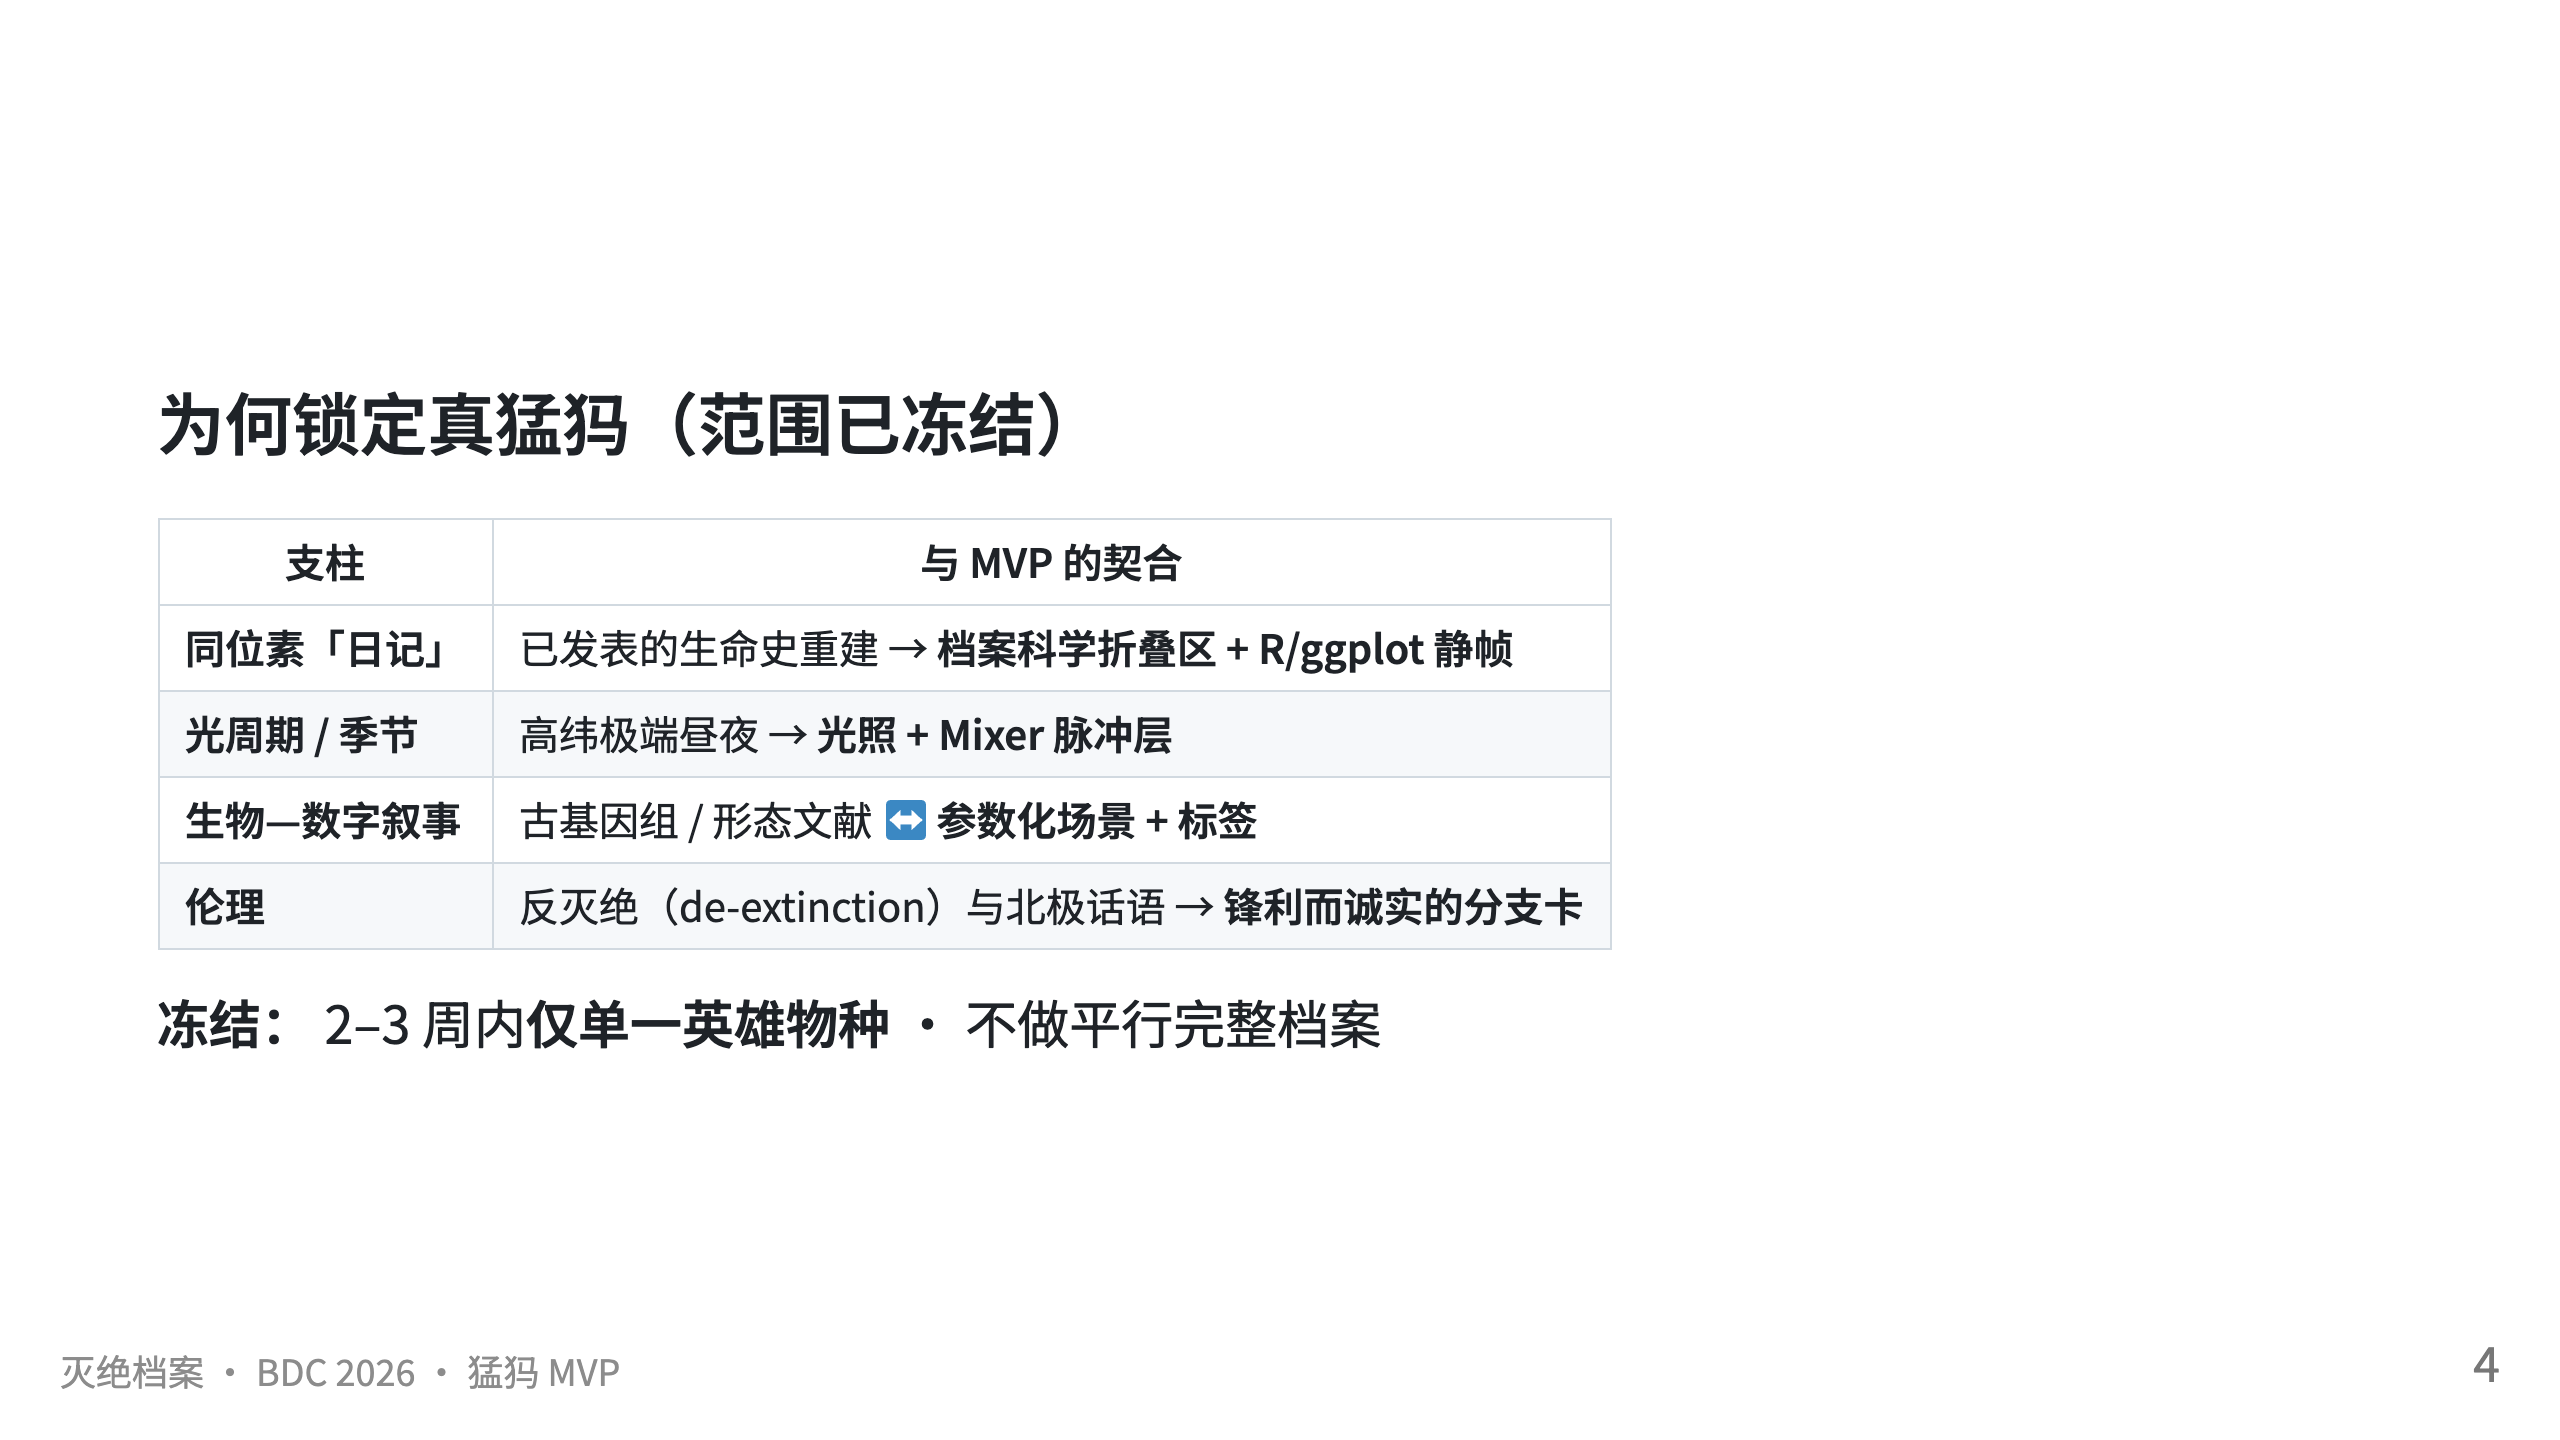 为何锁定真猛犸（范围已冻结）
支柱 与 MVP 的契合
同位素「日记」 已发表的生命史重建 → 档案科学折叠区 + R/ggplot 静帧
光周期 / 季节 高纬极端昼夜 → 光照 + Mixer 脉冲层
生物—数字叙事 古基因组 / 形态文献 ↔️ 参数化场景 + 标签
伦理 反灭绝（de-extinction）与北极话语 → 锋利而诚实的分支卡
冻结： 2–3 周内仅单一英雄物种 · 不做平行完整档案
灭绝档案 · BDC 2026 · 猛犸 MVP
4